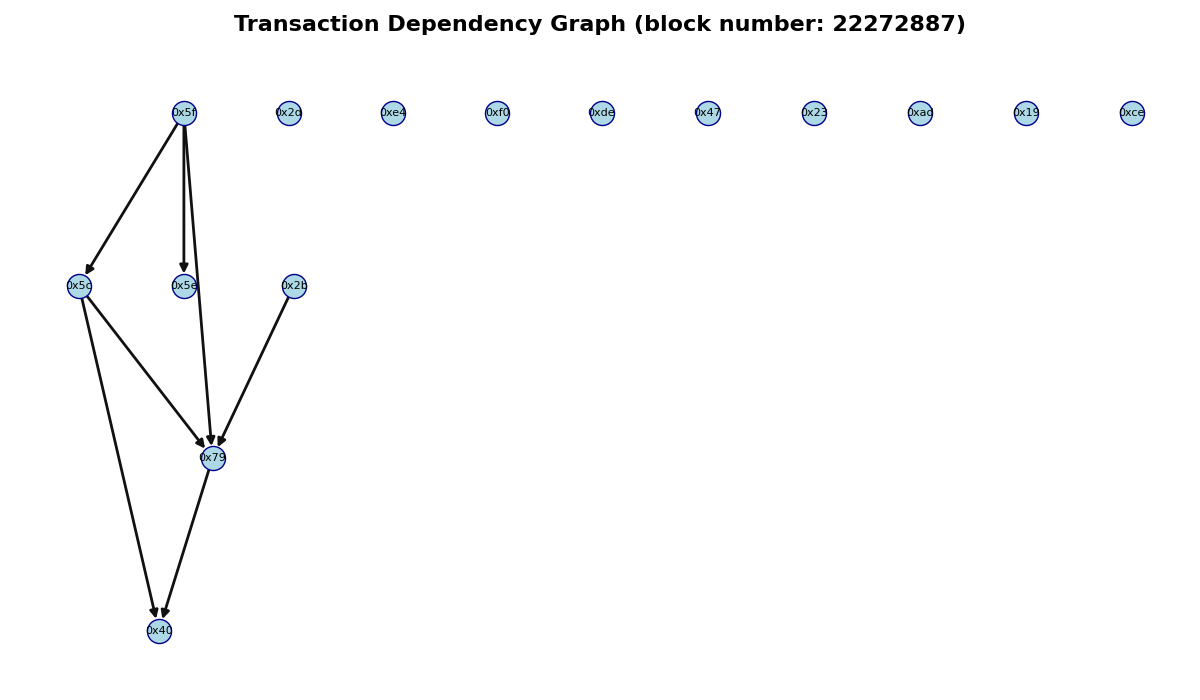 Transaction Dependency Graph (block number: 22272887)
0x5f 0x2d 0xe4 0xf0 0xde 0x47 0x23 0xad 0x19 0xce
0x5c 0x5e 0x2b
0x79
0x40